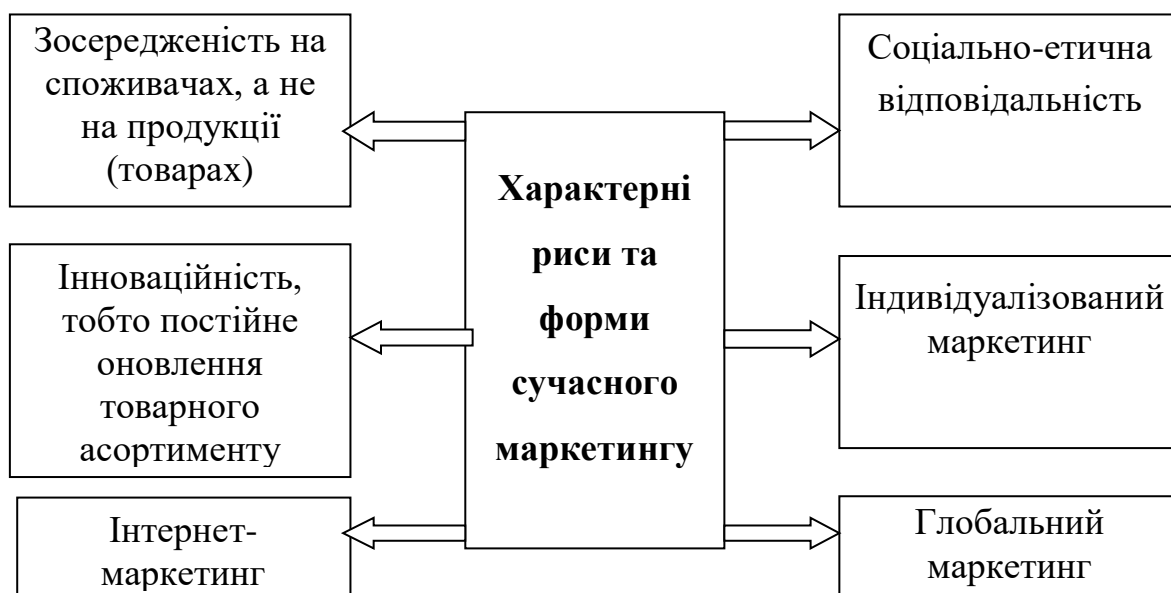 Зосередженість на
споживачах, а не
на продукції
(товарах)
Інноваційність,
тобто постійне
оновлення
товарного
асортименту
Інтернет-
маркетинг
Характерні
риси та
форми
сучасного
маркетингу
Соціально-етична
відповідальність
Індивідуалізований
маркетинг
Глобальний
маркетинг